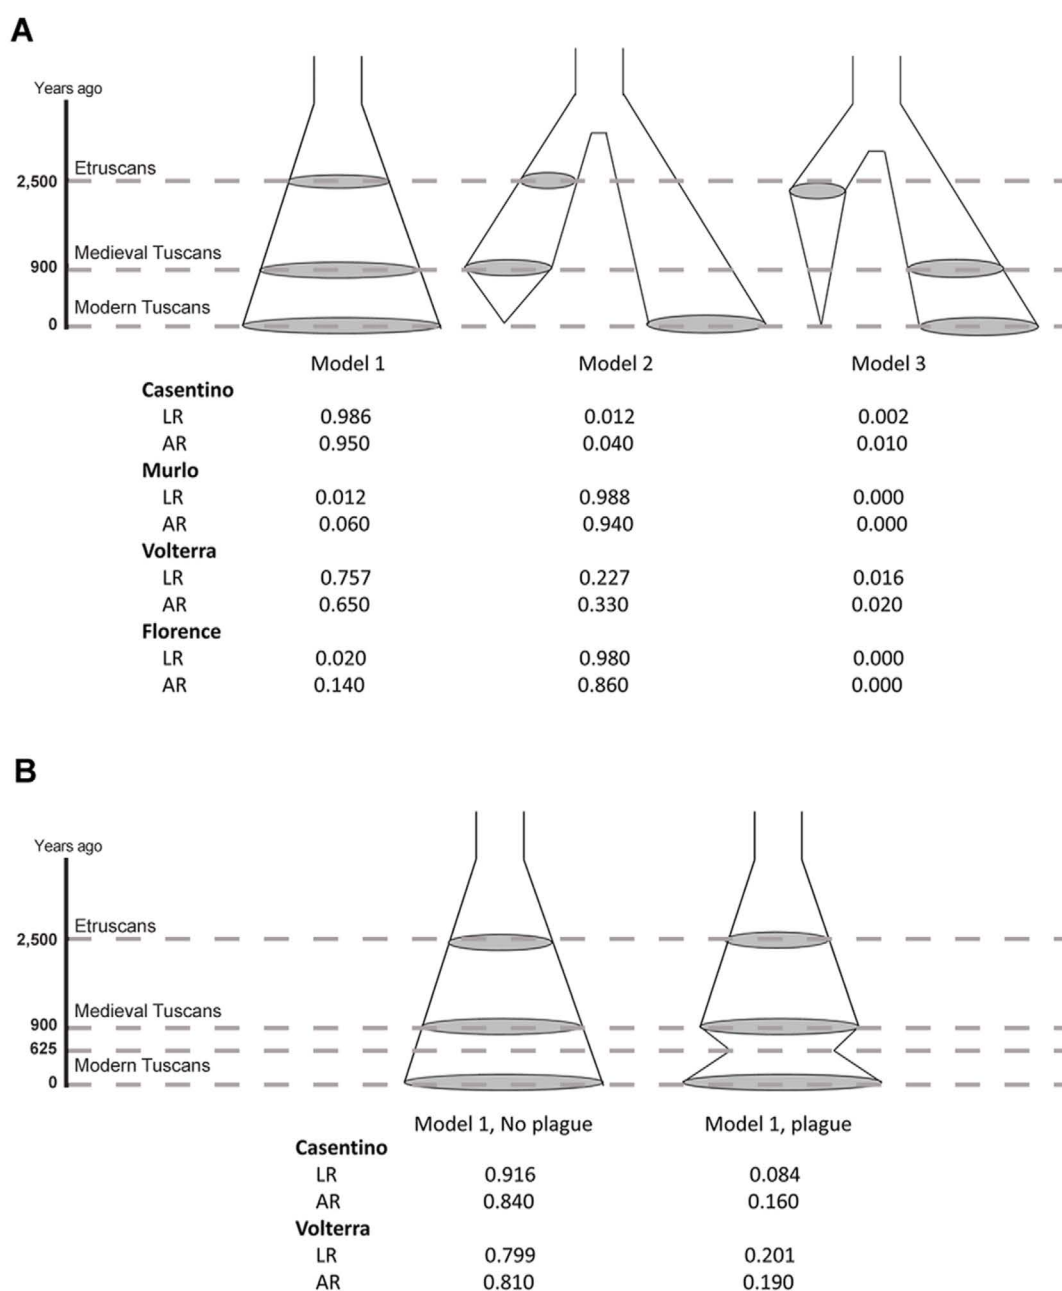 A
Years ago
Etruscans
2,500
Medieval Tuscans
900
Modern Tuscans
0
Model 1 Model 2 Model 3
Casentino
LR 0.986 0.012 0.002
AR 0.950 0.040 0.010
Murlo
LR 0.012 0.988 0.000
AR 0.060 0.940 0.000
Volterra
LR 0.757 0.227 0.016
AR 0.650 0.330 0.020
Florence
LR 0.020 0.980 0.000
AR 0.140 0.860 0.000
B
Years ago
Etruscans
2,500
Medieval Tuscans
900
625
Modern Tuscans
0
Model 1, No plague Model 1, plague
Casentino
LR 0.916 0.084
AR 0.840 0.160
Volterra
LR 0.799 0.201
AR 0.810 0.190